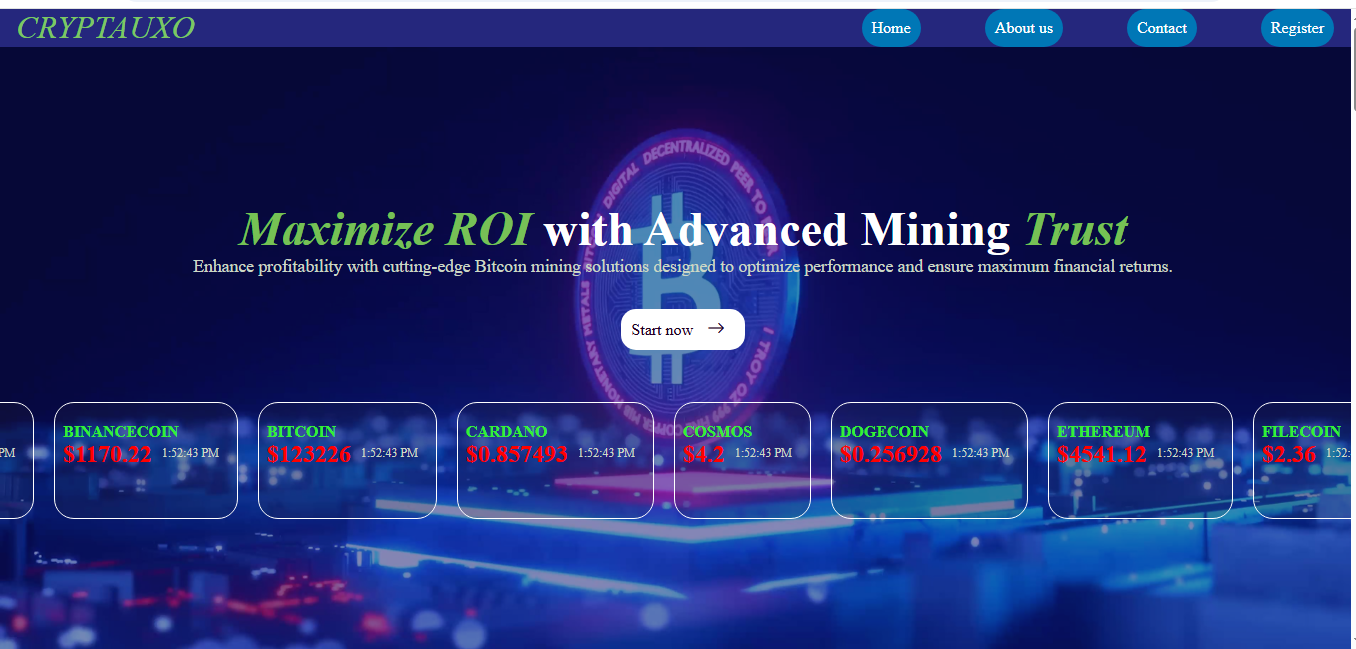 CRYPTAUXO
Home About us Contact Register
Maximize ROI with Advanced Mining Trust
Enhance profitability with cutting-edge Bitcoin mining solutions designed to optimize performance and ensure maximum financial returns.
Start now
DIGITAL DECENTRALIZED PEER TO
BINANCECOIN BITCOIN CARDANO COSMOS DOGECOIN ETHEREUM FILECOIN
PM $1170.22 1:52:43 PM $123226 1:52:43 PM $0.857493 1:52:43 PM $4.2 1:52:43 PM $0.256928 1:52:43 PM $4541.12 1:52:43 PM $2.36 1:52: